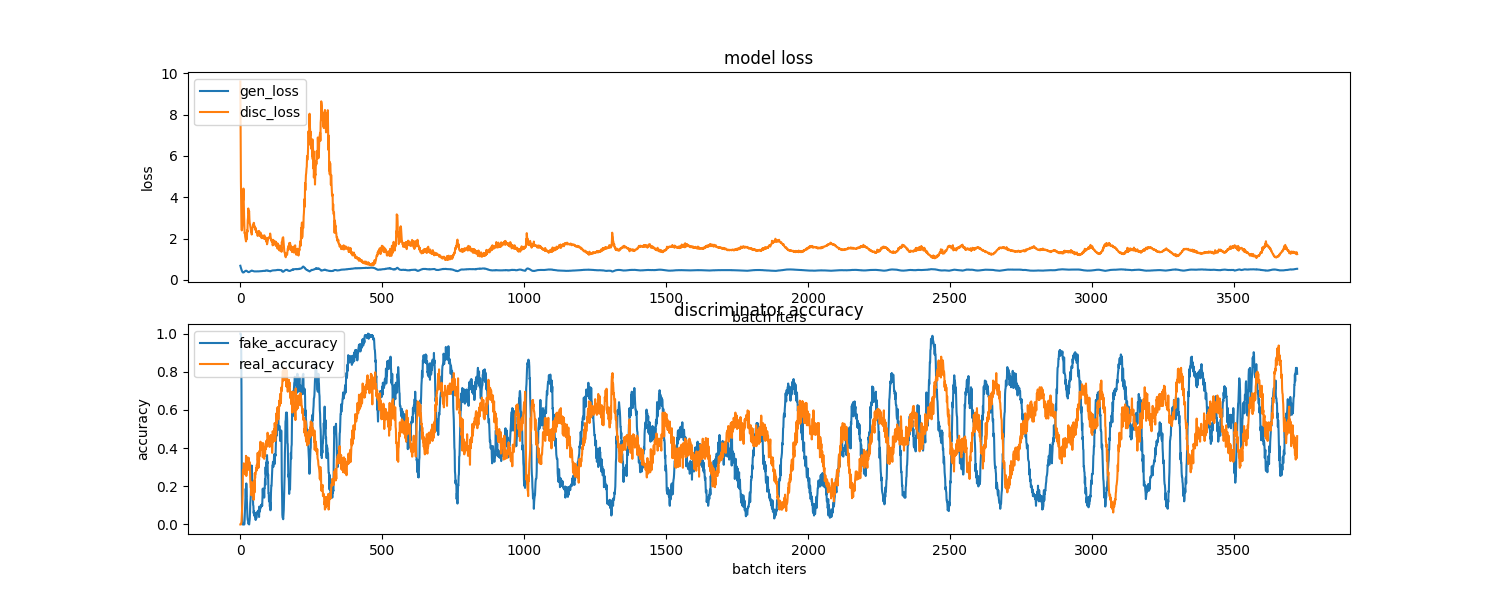 model loss
10
8
6
4
2
0
loss
gen_loss
disc_loss
0 500 1000 1500 2000 2500 3000 3500
batch iters
discriminator accuracy
1.0
0.8
0.6
0.4
0.2
0.0
accuracy
fake_accuracy
real_accuracy
0 500 1000 1500 2000 2500 3000 3500
batch iters